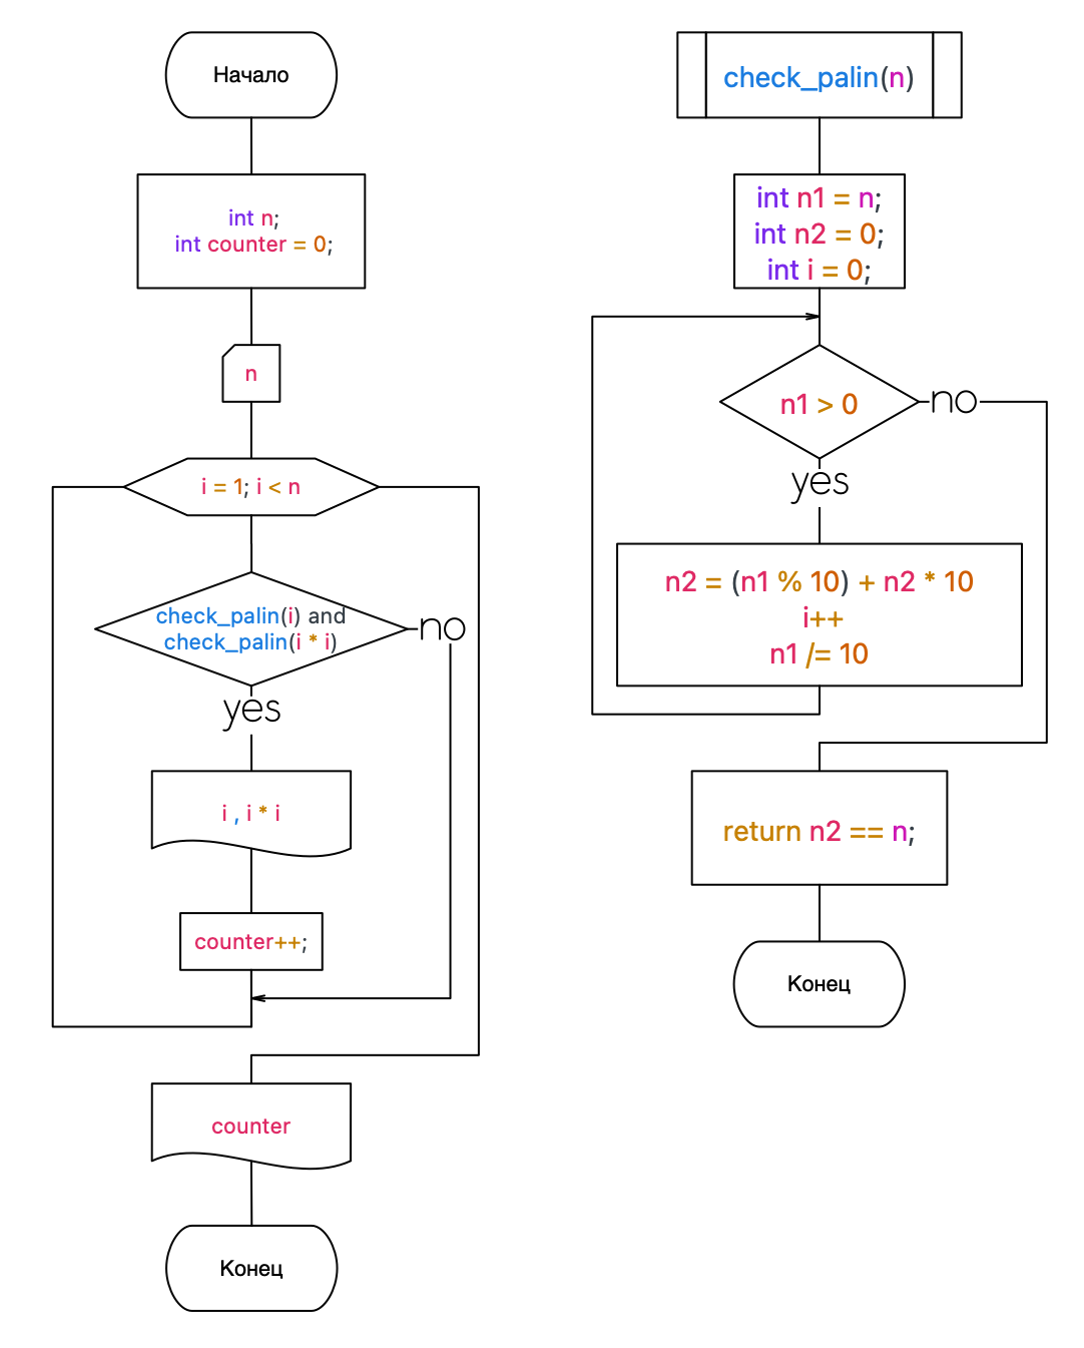 Начало
int n;
int counter = 0;
n
i = 1; i < n
check_palin(i) and
check_palin(i * i)
no
yes
i , i * i
counter++;
counter
Конец
check_palin(n)
int n1 = n;
int n2 = 0;
int i = 0;
n1 > 0
no
yes
n2 = (n1 % 10) + n2 * 10
i++
n1 /= 10
return n2 == n;
Конец